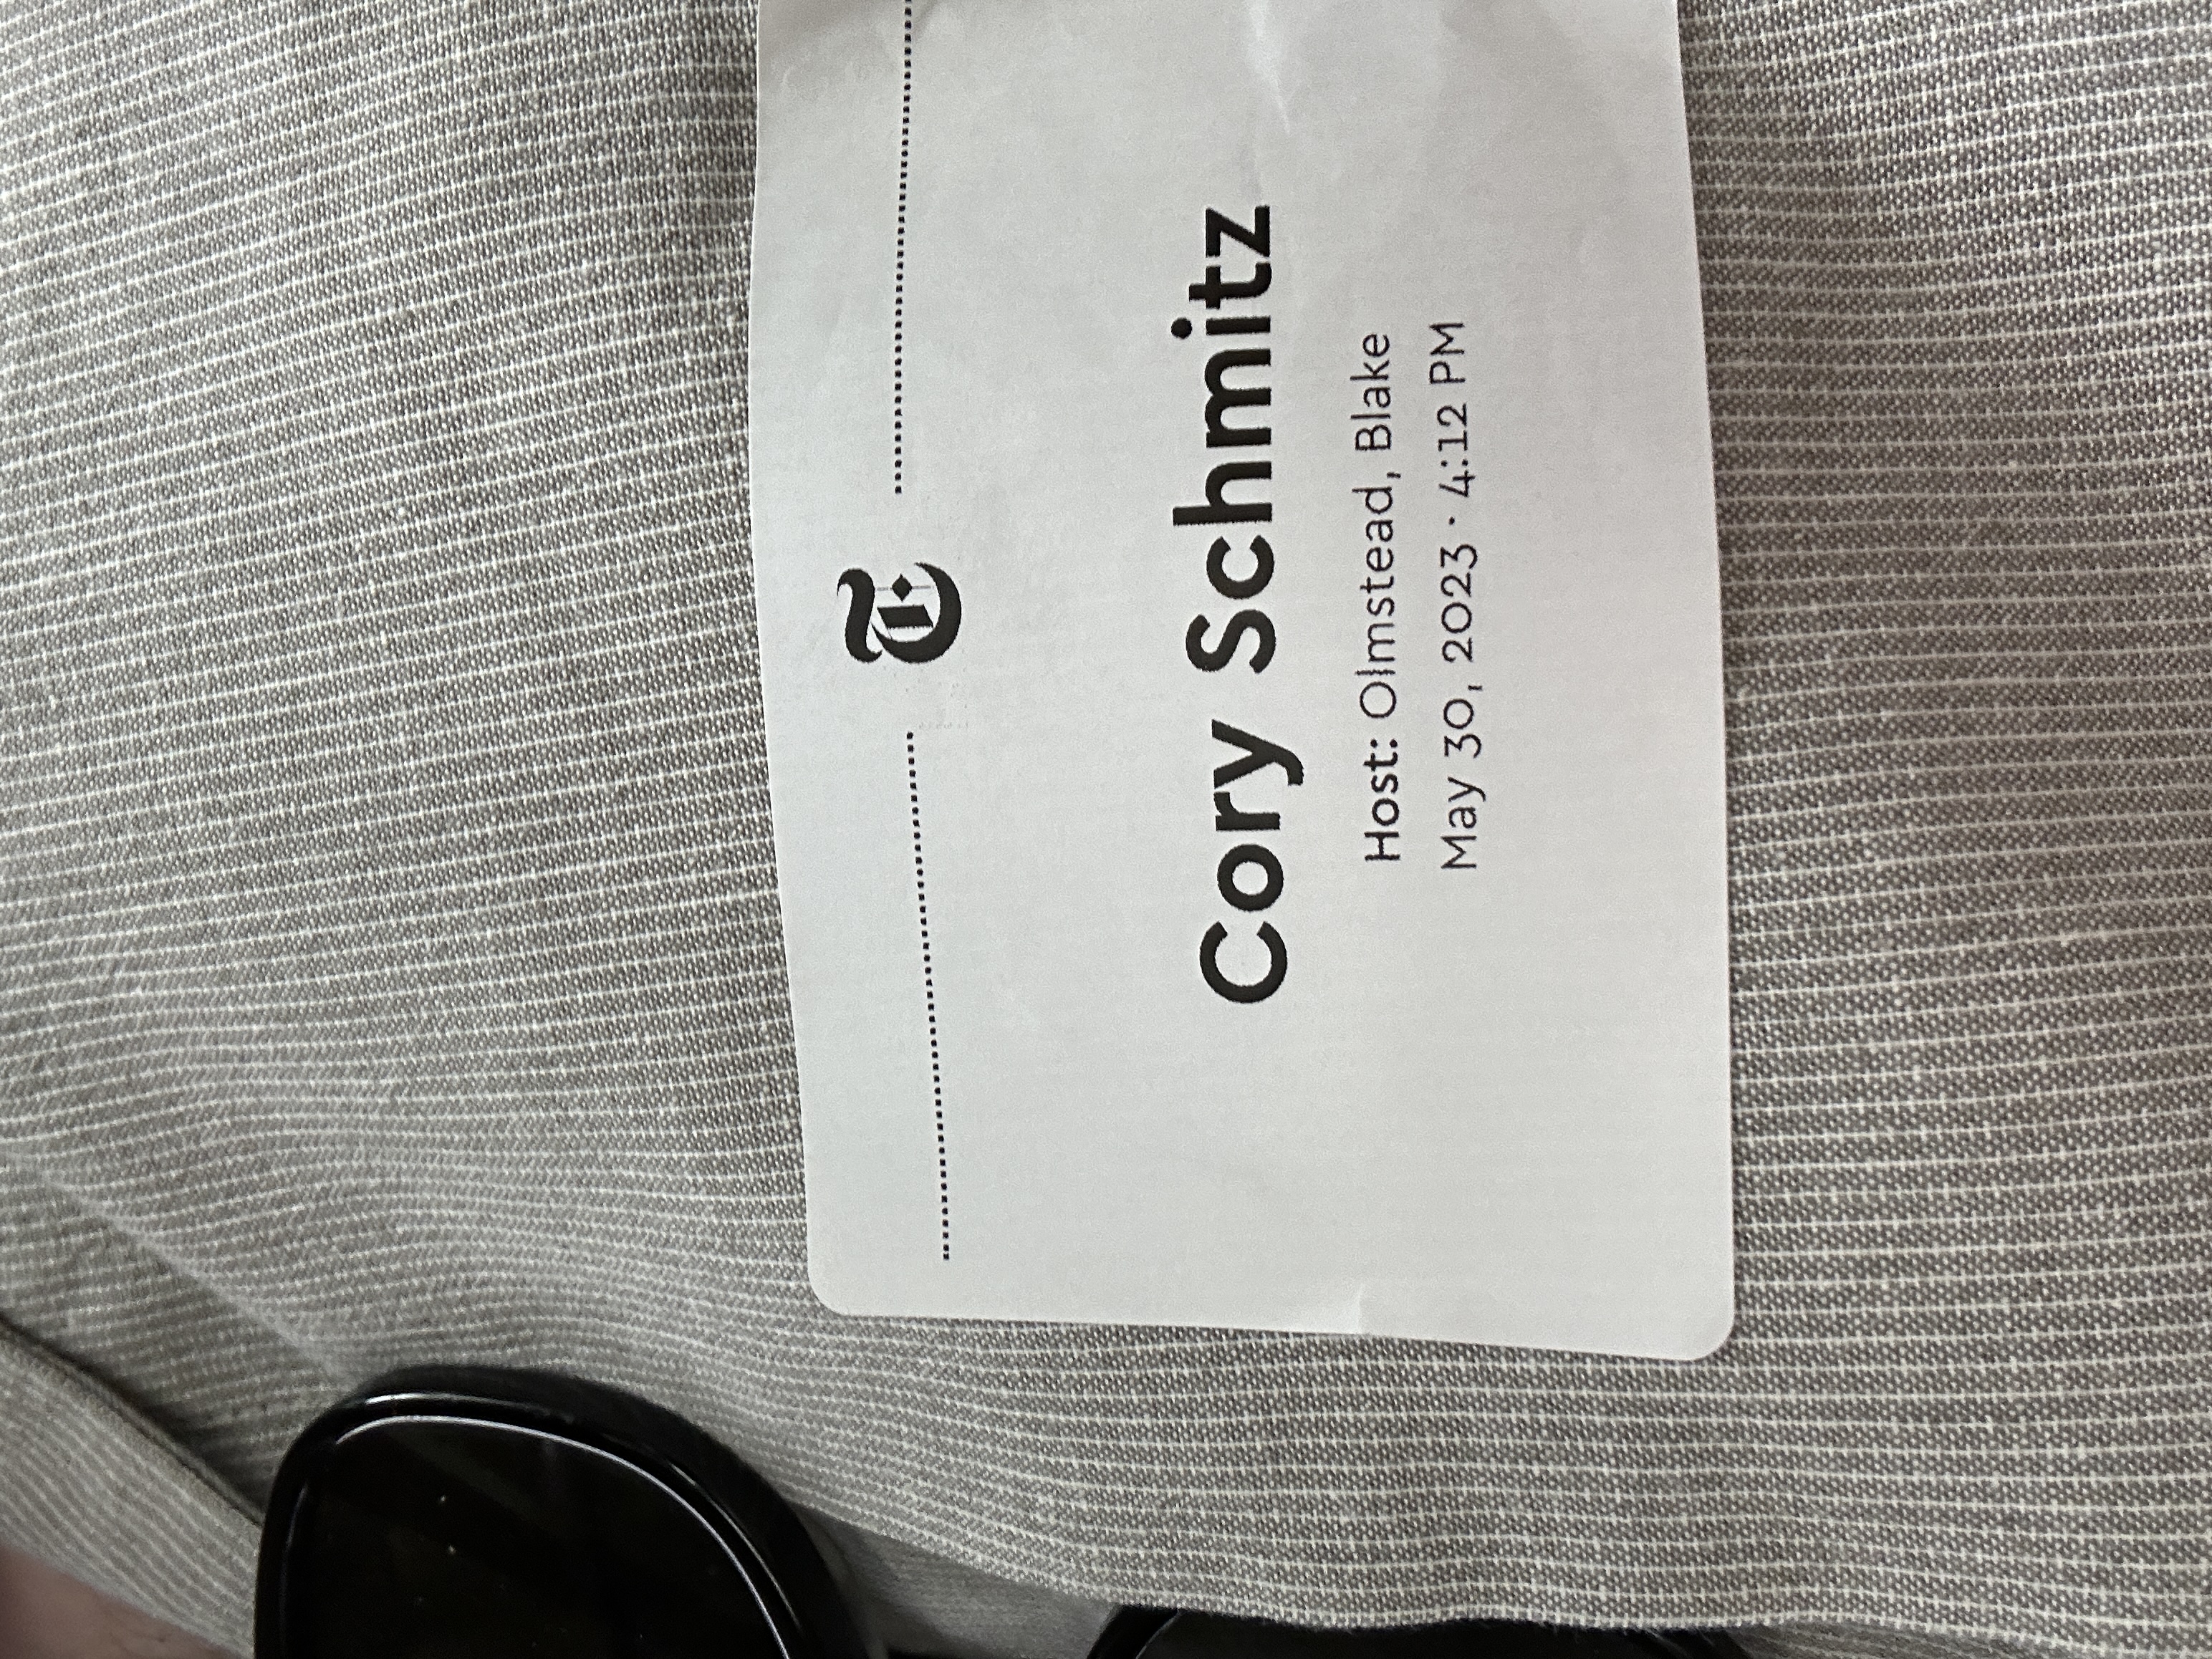 T
Cory Schmitz
Host: Olmstead, Blake
May 30, 2023 · 4:12 PM